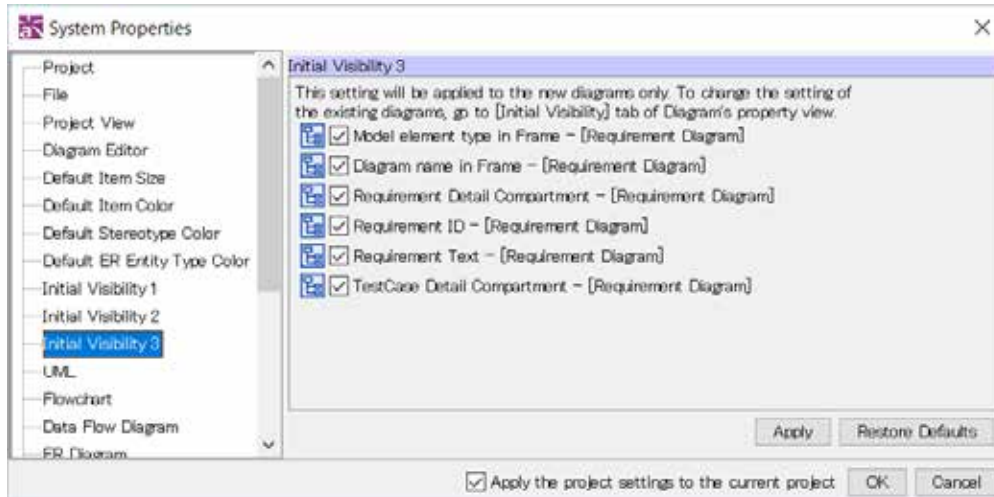 System Properties
Project
File
Project View
Diagram Editor
Default Item Size
Default Item Color
Default Stereotype Color
Default ER Entity Type Color
Initial Visibility 1
Initial Visibility 2
Initial Visibility 3
UML
Flowchart
Data Flow Diagram
ER Diagram
Initial Visibility 3
This setting will be applied to the new diagrams only. To change the setting of
the existing diagrams, go to [Initial Visibility] tab of Diagram's property view.
Model element type in Frame - [Requirement Diagram]
Diagram name in Frame - [Requirement Diagram]
Requirement Detail Compartment - [Requirement Diagram]
Requirement ID - [Requirement Diagram]
Requirement Text - [Requirement Diagram]
TestCase Detail Compartment - [Requirement Diagram]
Apply Restore Defaults
Apply the project settings to the current project OK Cancel